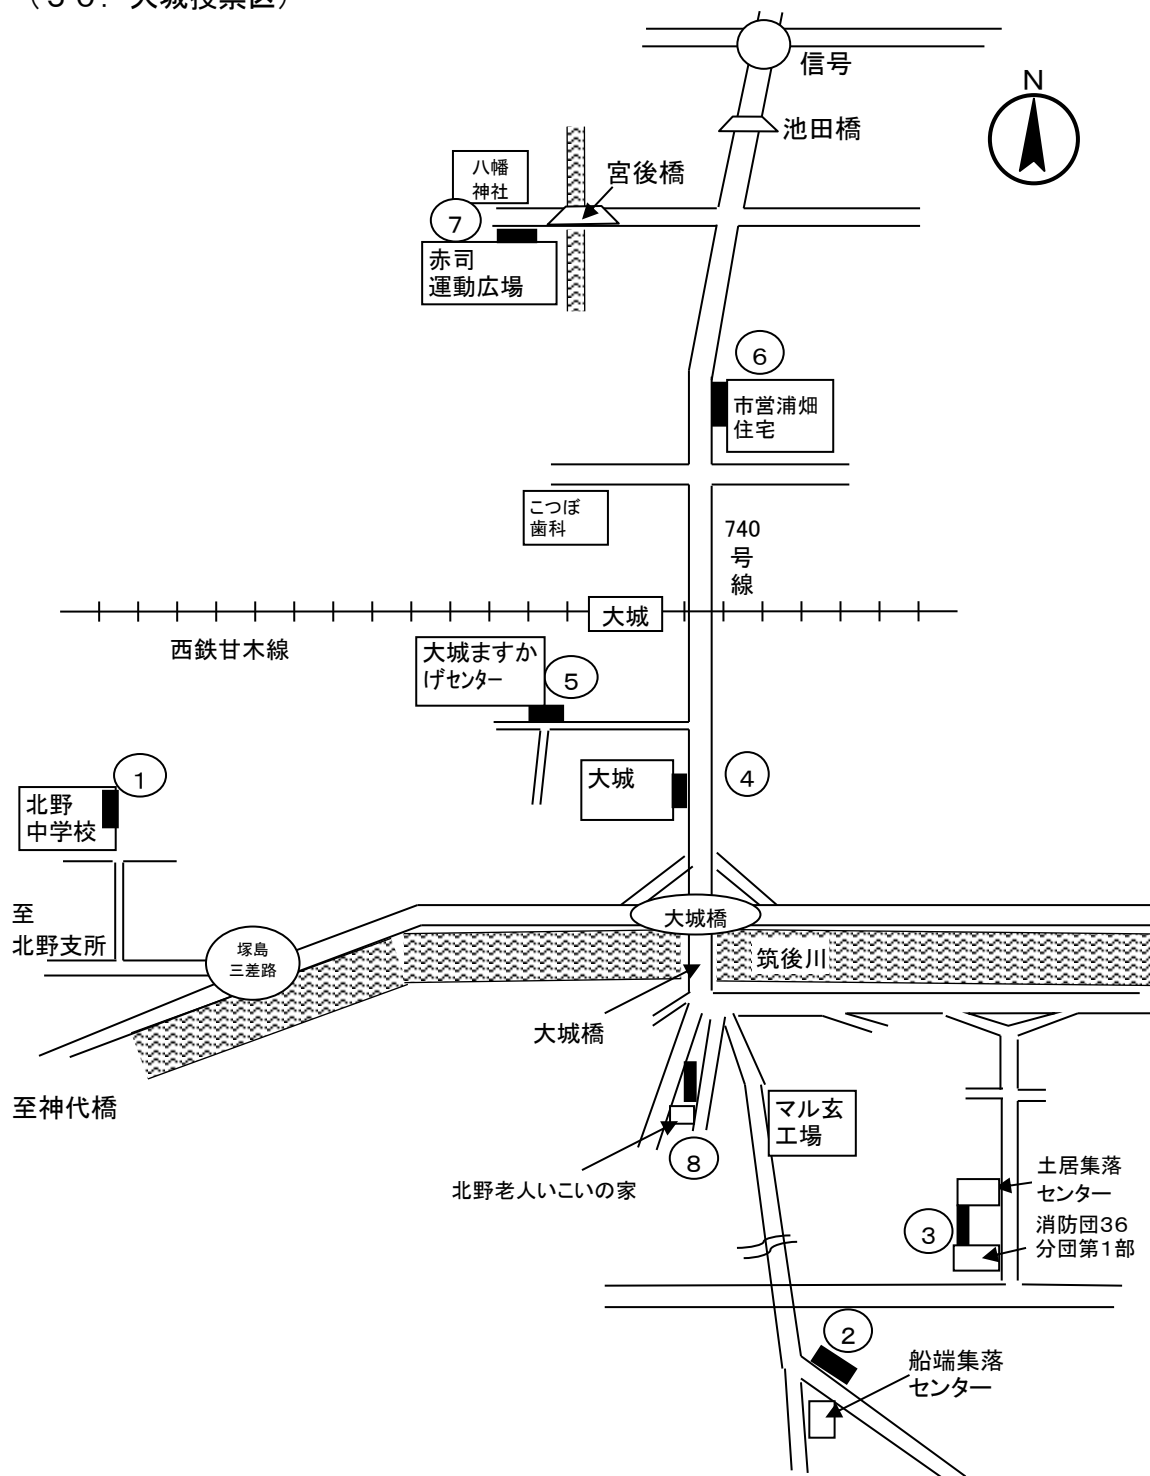 信号
N
池田橋
八幡
神社
宮後橋
7
赤司
運動広場
6
市営浦畑
住宅
こつぼ
歯科
740
号
線
大城
西鉄甘木線
大城ますか
げセンター
5
1
4
大城
北野
中学校
至
北野支所
大城橋
塚島
三差路
筑後川
大城橋
至神代橋
マル玄
工場
8
北野老人いこいの家
土居集落
センター
3
消防団36
分団第1部
2
船端集落
センター